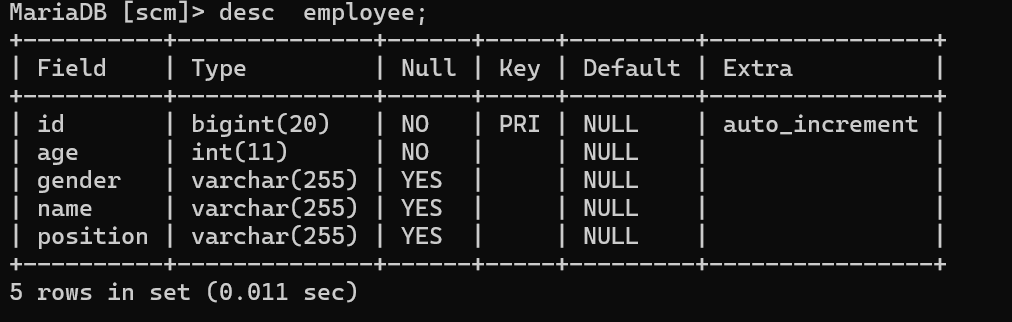 MariaDB [scm]> desc  employee;
+----------+--------------+------+-----+---------+----------------+
| Field    | Type         | Null | Key | Default | Extra          |
+----------+--------------+------+-----+---------+----------------+
| id       | bigint(20)   | NO   | PRI | NULL    | auto_increment |
| age      | int(11)      | NO   |     | NULL    |                |
| gender   | varchar(255) | YES  |     | NULL    |                |
| name     | varchar(255) | YES  |     | NULL    |                |
| position | varchar(255) | YES  |     | NULL    |                |
+----------+--------------+------+-----+---------+----------------+
5 rows in set (0.011 sec)